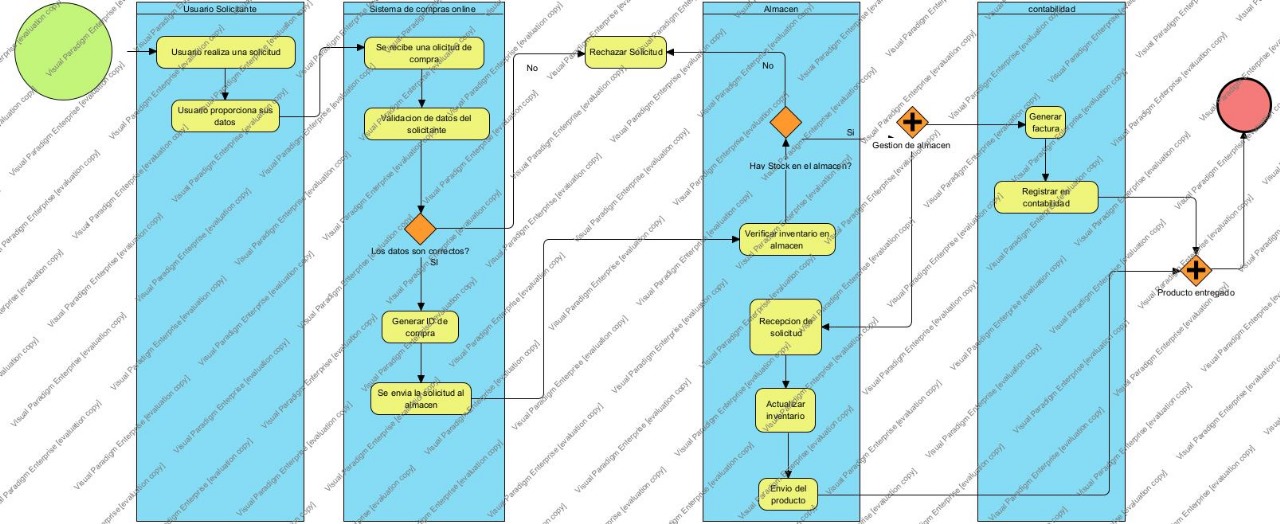 Usuario Solicitante
Usuario realiza una solicitud
Usuario proporciona sus
datos
Sistema de compras online
Se recibe una olicitud de
compra
Validacion de datos del
solicitante
Los datos son correctos?
SI
No
Generar ID de
compra
Se envia la solicitud al
almacen
Rechazar Solicitud
Almacen
No
Si
Hay Stock en el almacen?
Verificar inventario en
almacen
Recepcion de
solicitud
Actualizar
inventario
Envio del
producto
Gestion de almacen
contabilidad
Generar
factura
Registrar en
contabilidad
Producto entregado
Visual Paradigm Enterprise [evaluation copy]